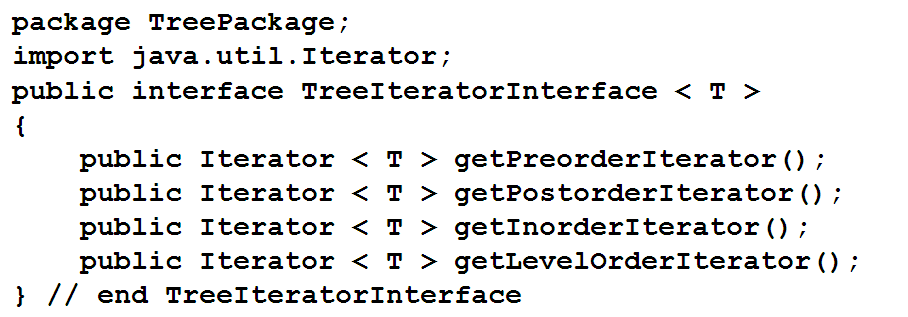 package TreePackage;
import java.util.Iterator;
public interface TreeIteratorInterface < T >
{
    public Iterator < T > getPreorderIterator();
    public Iterator < T > getPostorderIterator();
    public Iterator < T > getInorderIterator();
    public Iterator < T > getLevelOrderIterator();
} // end TreeIteratorInterface